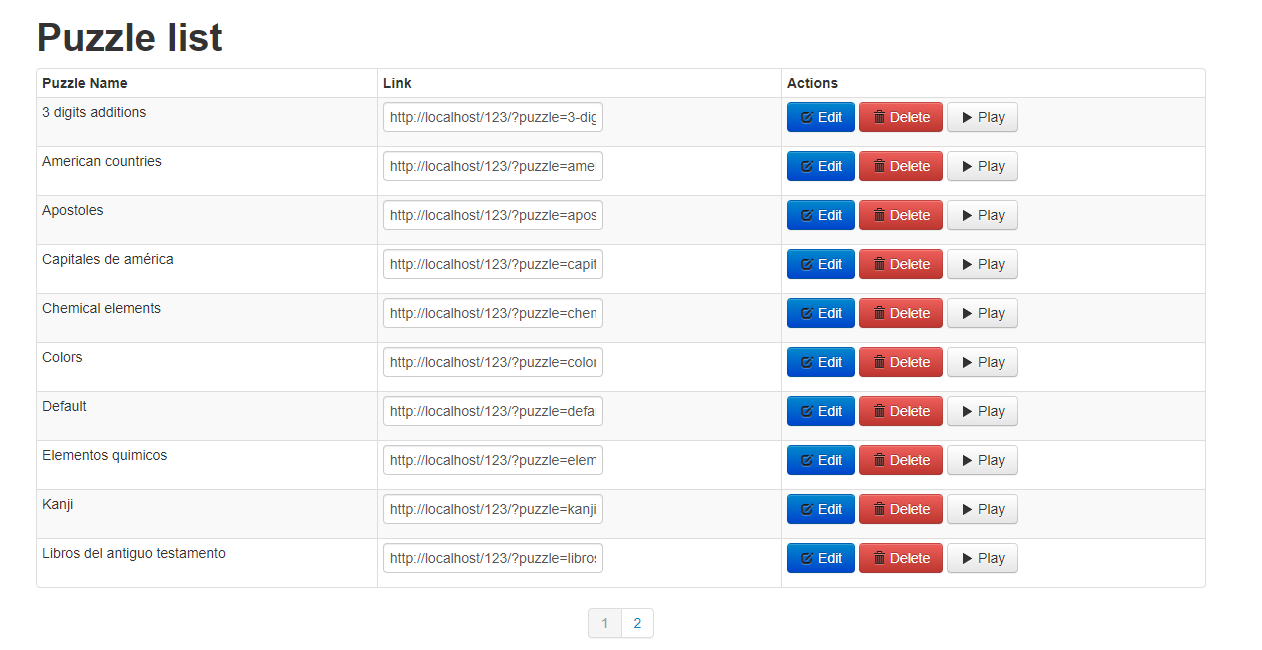 Puzzle list
Puzzle Name Link Actions
3 digits additions http://localhost/123/?puzzle=3-dig Edit Delete Play
American countries http://localhost/123/?puzzle=ame Edit Delete Play
Apostoles http://localhost/123/?puzzle=apos Edit Delete Play
Capitales de américa http://localhost/123/?puzzle=capit Edit Delete Play
Chemical elements http://localhost/123/?puzzle=chem Edit Delete Play
Colors http://localhost/123/?puzzle=color Edit Delete Play
Default http://localhost/123/?puzzle=defau Edit Delete Play
Elementos quimicos http://localhost/123/?puzzle=elem Edit Delete Play
Kanji http://localhost/123/?puzzle=kanji Edit Delete Play
Libros del antiguo testamento http://localhost/123/?puzzle=libros Edit Delete Play
1 2